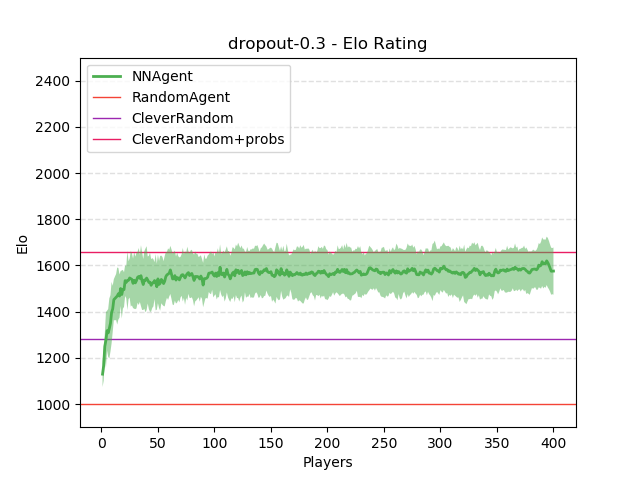 dropout-0.3 - Elo Rating
NNAgent
RandomAgent
CleverRandom
CleverRandom+probs
Elo
2400
2200
2000
1800
1600
1400
1200
1000
0 50 100 150 200 250 300 350 400
Players